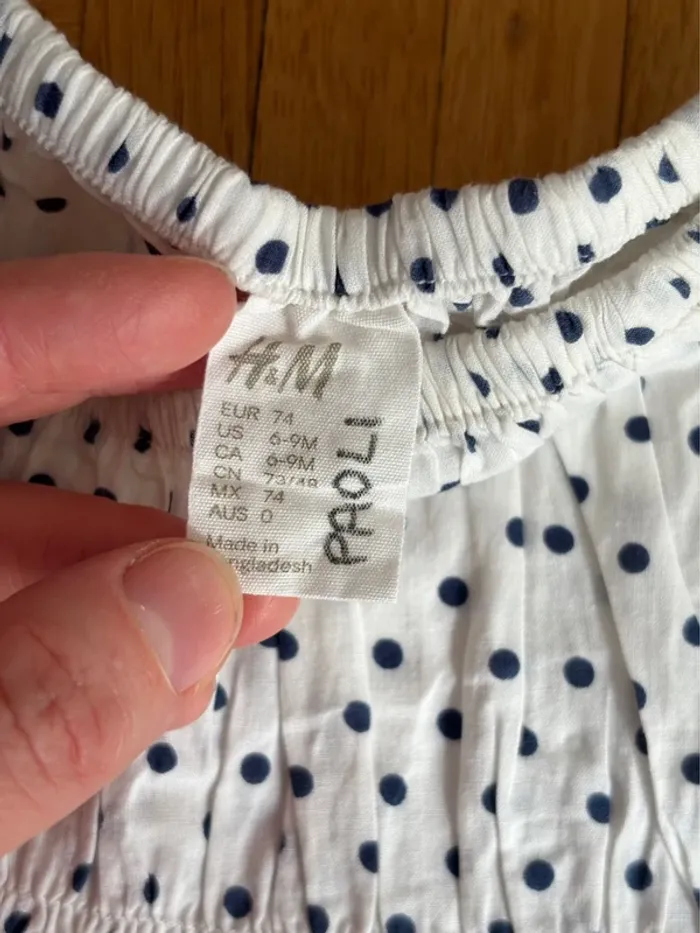 H&M
EUR 74
US 6-9M
CA 6-9M
CN 73/48
MX 74
AUS 0
Made in
ngladesh
PAOLI